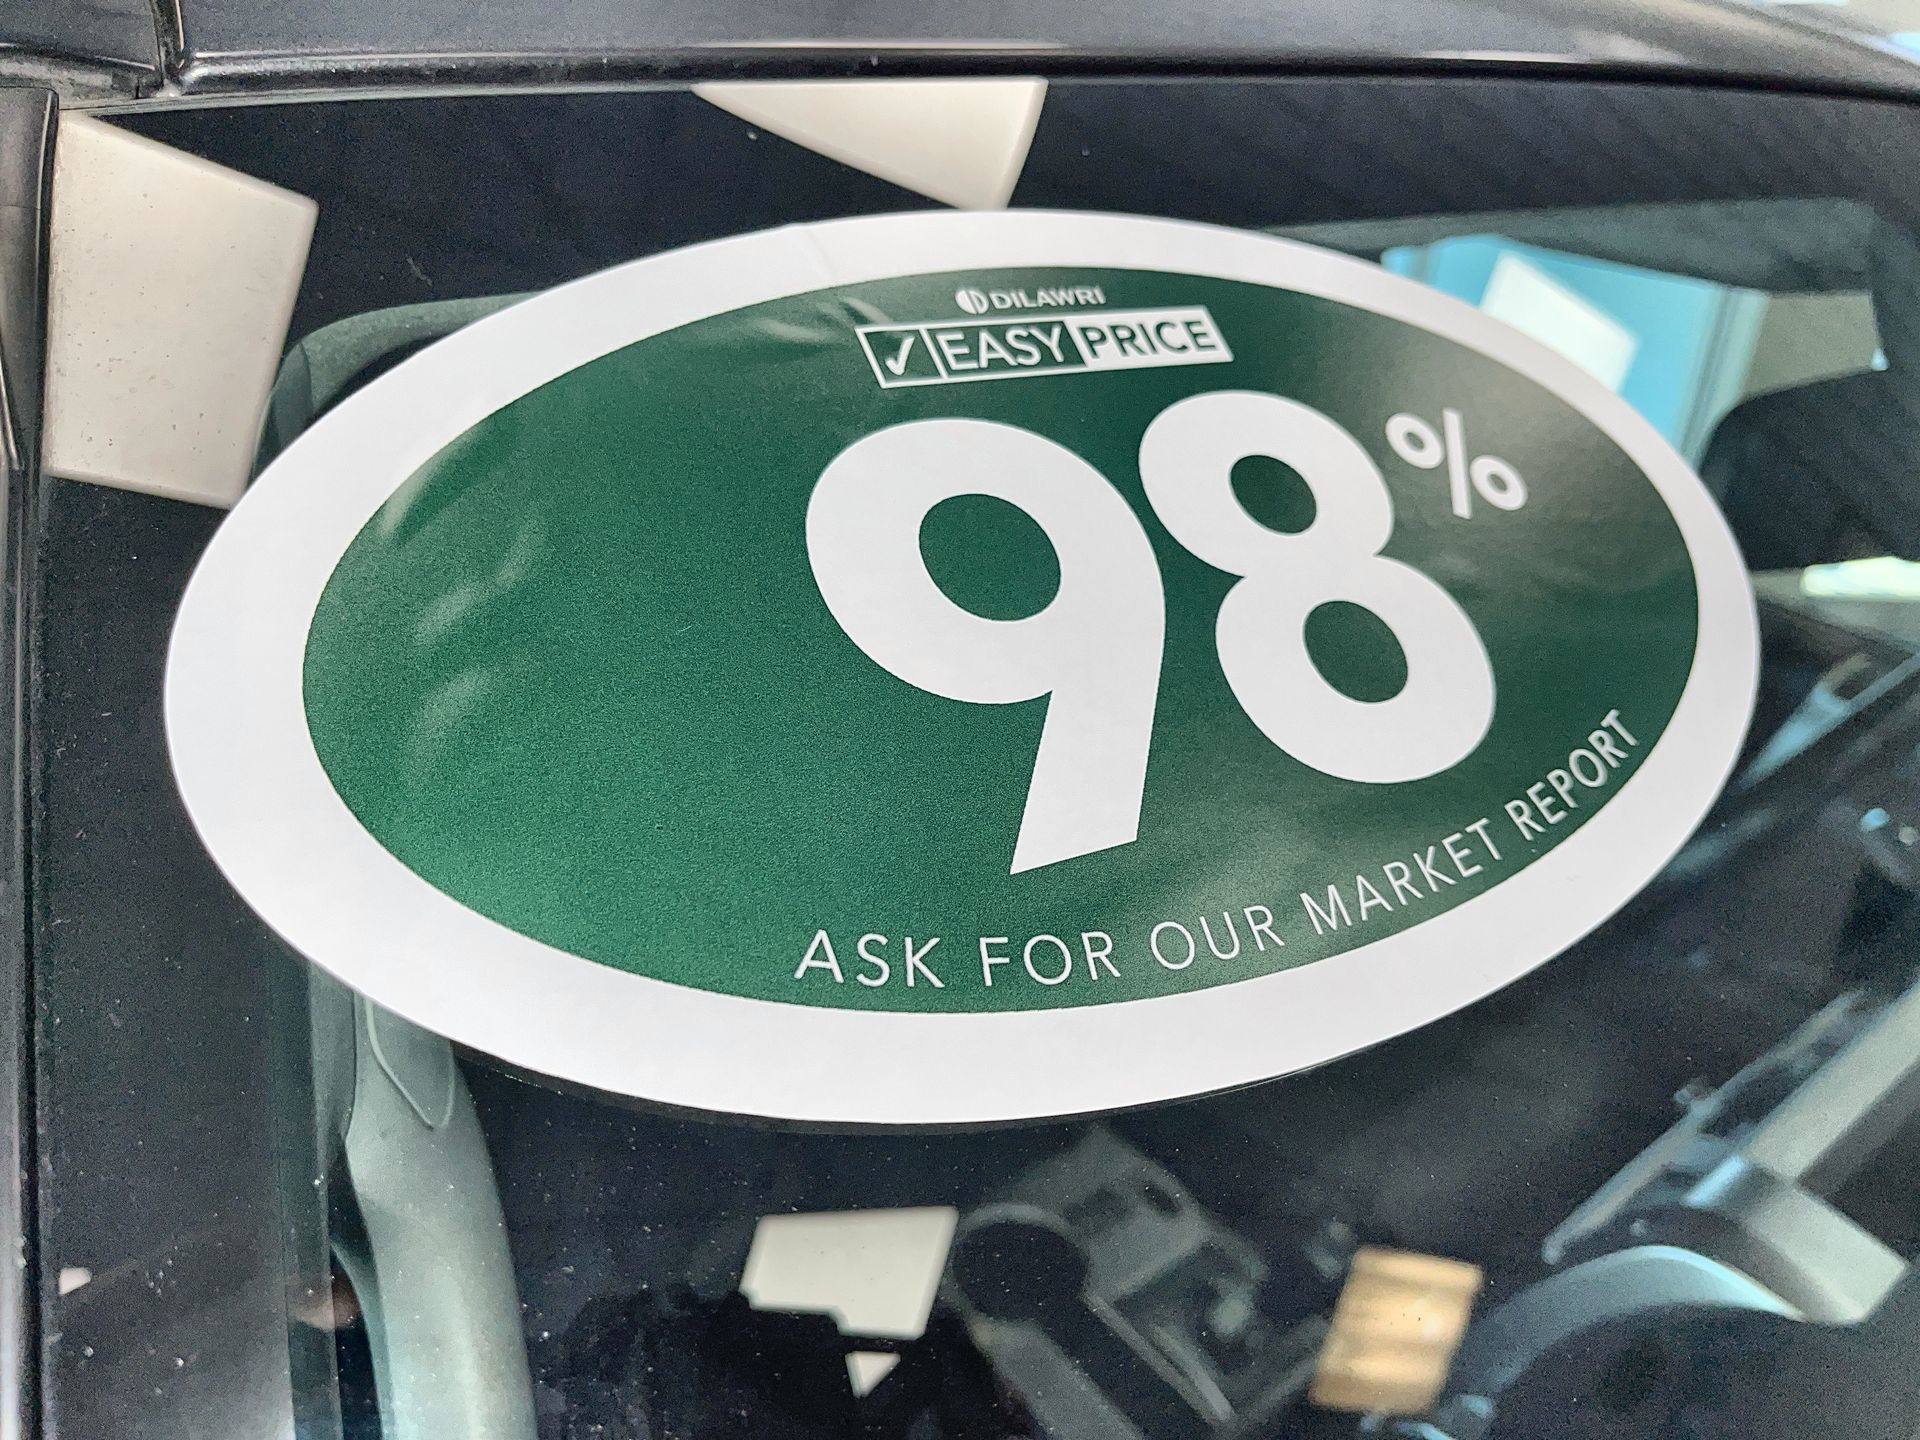 DILAWRI
EASY PRICE
98%
ASK FOR OUR MARKET REPORT